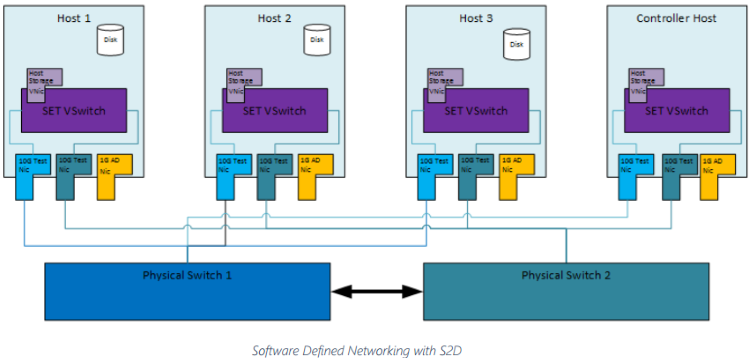 Host 1
Host 2
Host 3
Controller Host
Disk
Disk
Disk
Host
Storage
VNic
Host
Storage
VNic
Host
Storage
VNic
Host
Storage
VNic
SET VSwitch
SET VSwitch
SET VSwitch
SET VSwitch
10G Test
Nic
10G Test
Nic
1G AD
Nic
10G Test
Nic
10G Test
Nic
1G AD
Nic
10G Test
Nic
10G Test
Nic
1G AD
Nic
10G Test
Nic
10G Test
Nic
1G AD
Nic
Physical Switch 1
Physical Switch 2
Software Defined Networking with S2D